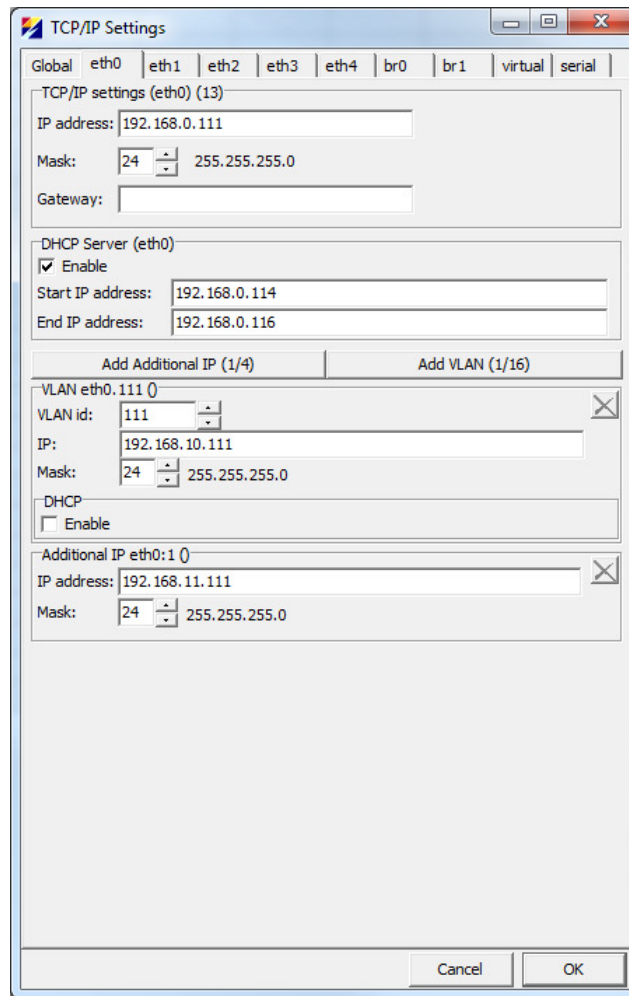 TCP/IP Settings
Global eth0 eth1 eth2 eth3 eth4 br0 br1 virtual serial
TCP/IP settings (eth0) (13)
IP address: 192.168.0.111
Mask: 24 255.255.255.0
Gateway:
DHCP Server (eth0)
Enable
Start IP address: 192.168.0.114
End IP address: 192.168.0.116
Add Additional IP (1/4) Add VLAN (1/16)
VLAN eth0.111 ()
VLAN id: 111
IP: 192.168.10.111
Mask: 24 255.255.255.0
DHCP
Enable
Additional IP eth0:1 ()
IP address: 192.168.11.111
Mask: 24 255.255.255.0
Cancel OK